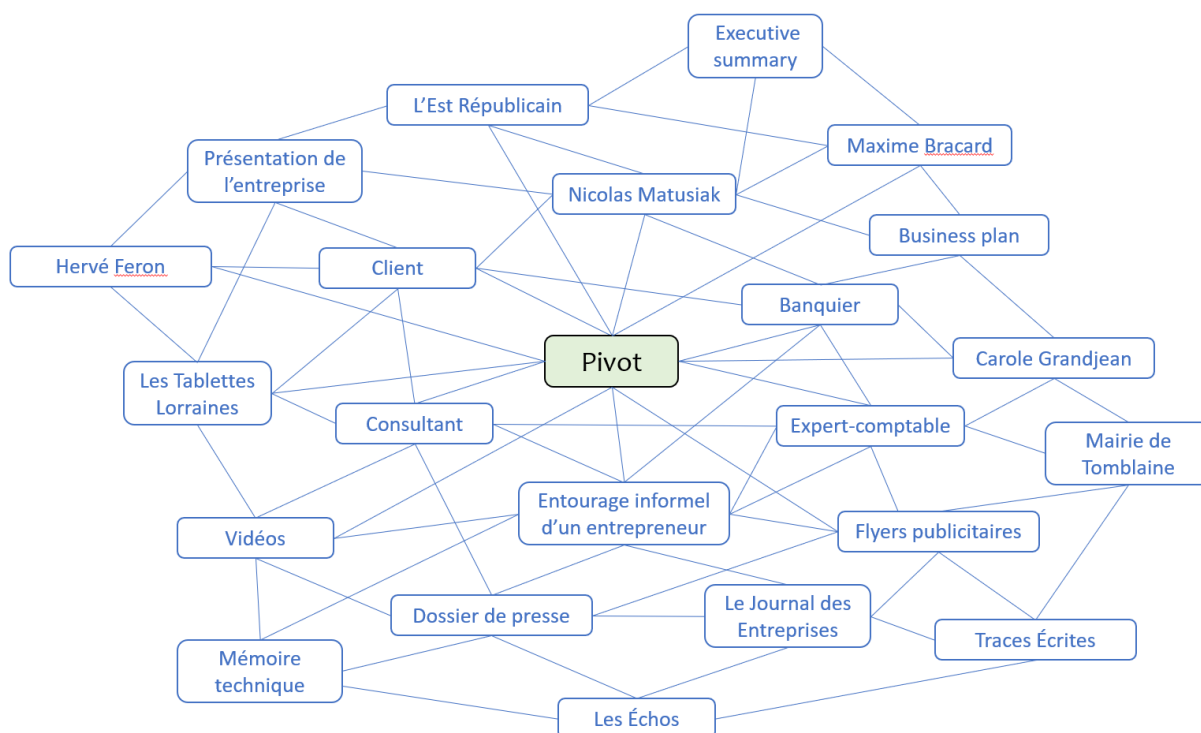 Executive
summary
L'Est Républicain
Maxime Bracard
Présentation de
l'entreprise
Nicolas Matusiak
Business plan
Hervé Feron
Client
Banquier
Pivot
Carole Grandjean
Les Tablettes
Lorraines
Consultant
Expert-comptable
Mairie de
Tomblaine
Entourage informel
d'un entrepreneur
Vidéos
Flyers publicitaires
Dossier de presse
Le Journal des
Entreprises
Traces Écrites
Mémoire
technique
Les Échos